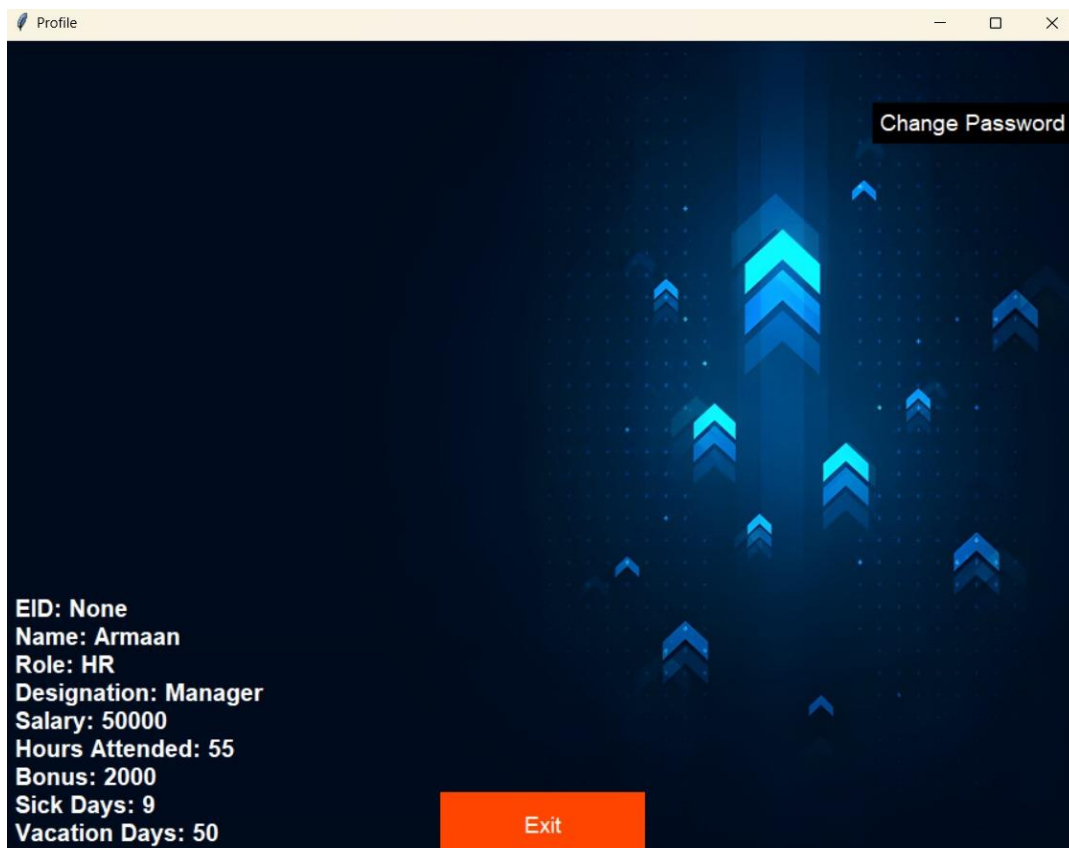 Profile
Change Password
EID: None
Name: Armaan
Role: HR
Designation: Manager
Salary: 50000
Hours Attended: 55
Bonus: 2000
Sick Days: 9
Vacation Days: 50
Exit